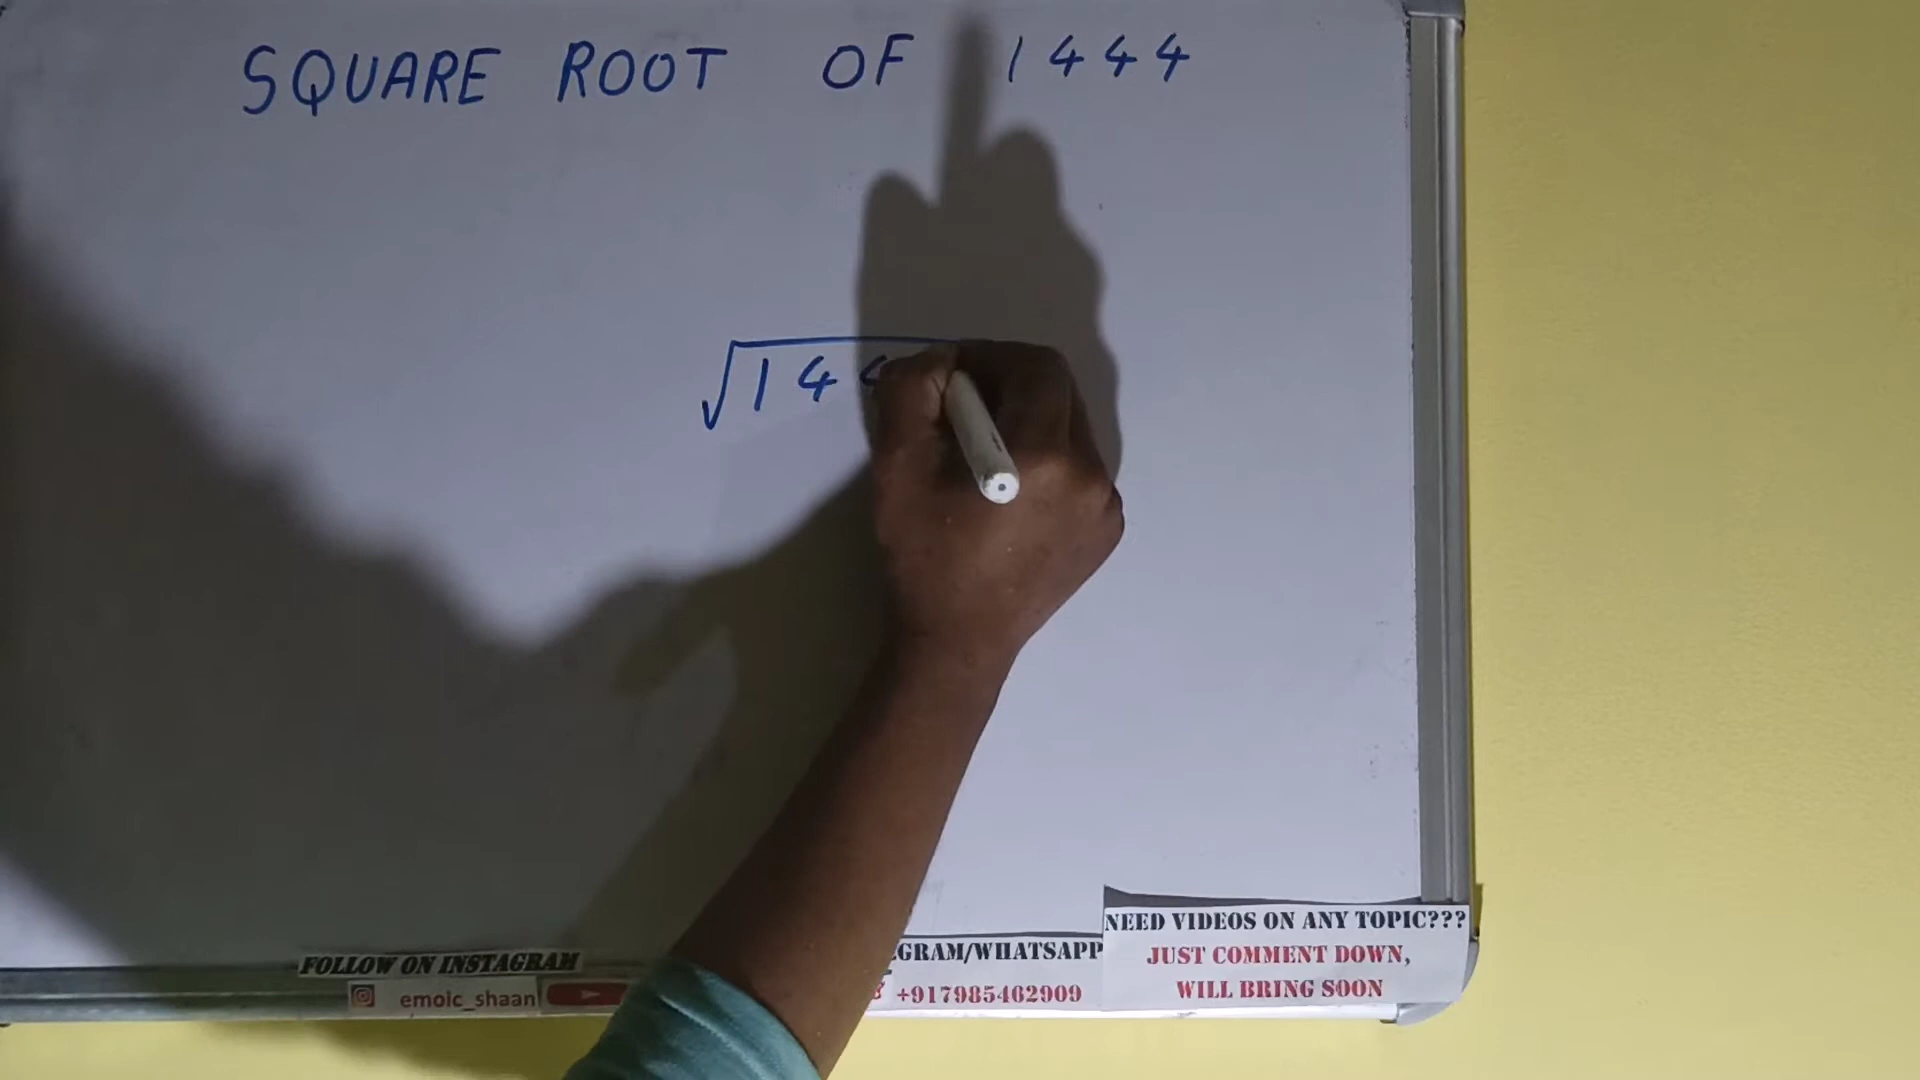 SQUARE ROOT OF 1444
√144
FOLLOW ON INSTAGRAM
emoic_shaan
GRAM/WHATSAPP
+917985462909
NEED VIDEOS ON ANY TOPIC???
JUST COMMENT DOWN,
WILL BRING SOON